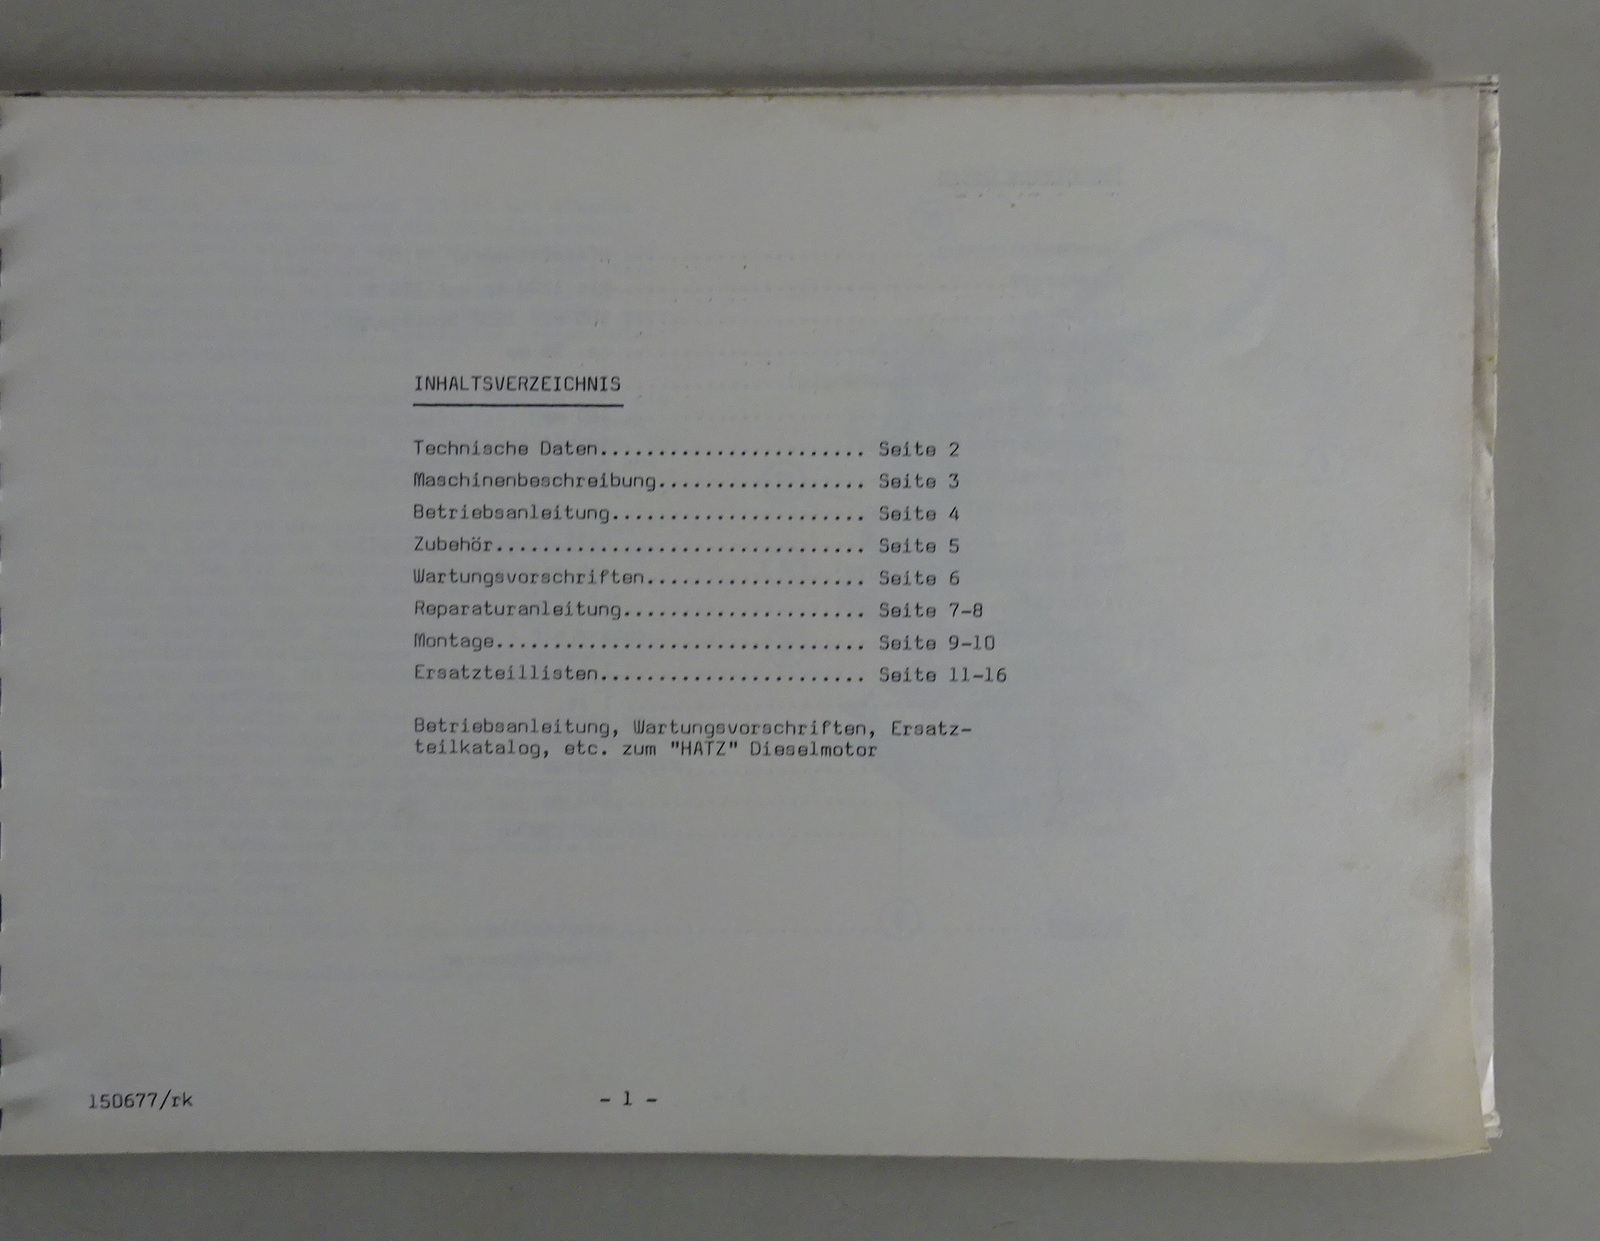 INHALTSVERZEICHNIS
Technische Daten....................... Seite 2
Maschinenbeschreibung.................. Seite 3
Betriebsanleitung...................... Seite 4
Zubehör................................ Seite 5
Wartungsvorschriften................... Seite 6
Reparaturanleitung..................... Seite 7-8
Montage................................ Seite 9-10
Ersatzteillisten....................... Seite 11-16
Betriebsanleitung, Wartungsvorschriften, Ersatz-
teilkatalog, etc. zum "HATZ" Dieselmotor
150677/rk
- 1 -